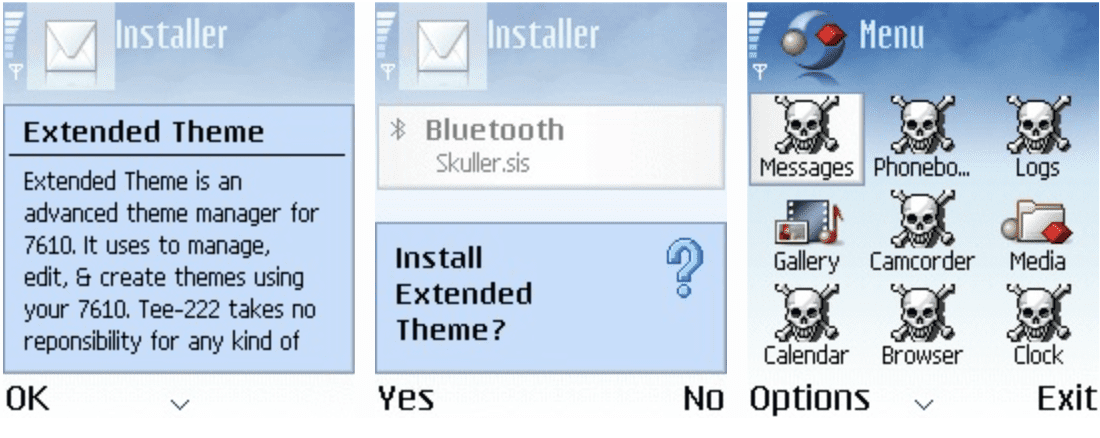 Installer
Extended Theme
Extended Theme is an
advanced theme manager for
7610. It uses to manage,
edit, & create themes using
your 7610. Tee-222 takes no
reponsibility for any kind of
OK
Installer
Bluetooth
Skuller.sis
Install
Extended
Theme?
Yes No
Menu
Messages Phonebo... Logs
Gallery Camcorder Media
Calendar Browser Clock
Options Exit